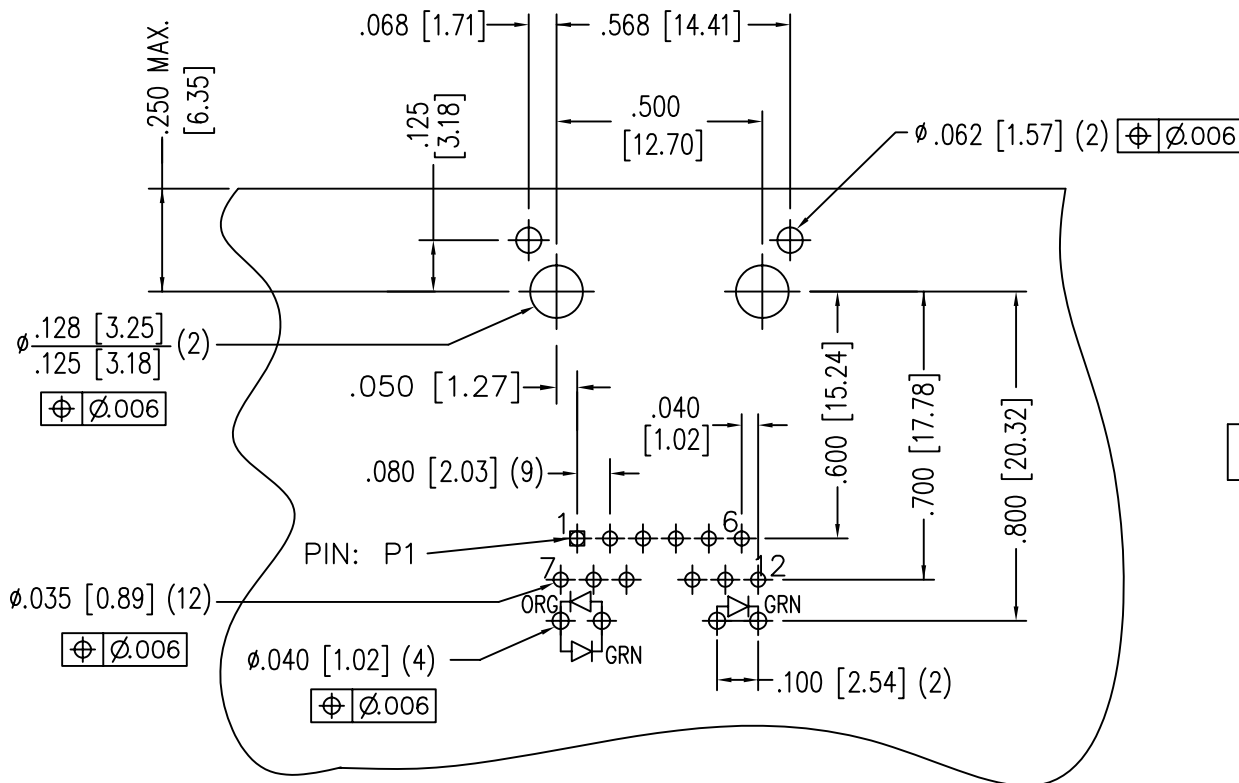 .068 [1.71]
.568 [14.41]
.250 MAX.
[6.35]
.125
[3.18]
.500
[12.70]
⌀.062 [1.57] (2) ⌖ ⌀.006
⌀ .128 [3.25]
.125 [3.18] (2)
⌖ ⌀.006
.050 [1.27]
.040
[1.02]
.600 [15.24]
.700 [17.78]
.800 [20.32]
.080 [2.03] (9)
1
6
PIN: P1
7
12
⌀.035 [0.89] (12)
⌖ ⌀.006
ORG
GRN
GRN
⌀.040 [1.02] (4)
⌖ ⌀.006
.100 [2.54] (2)